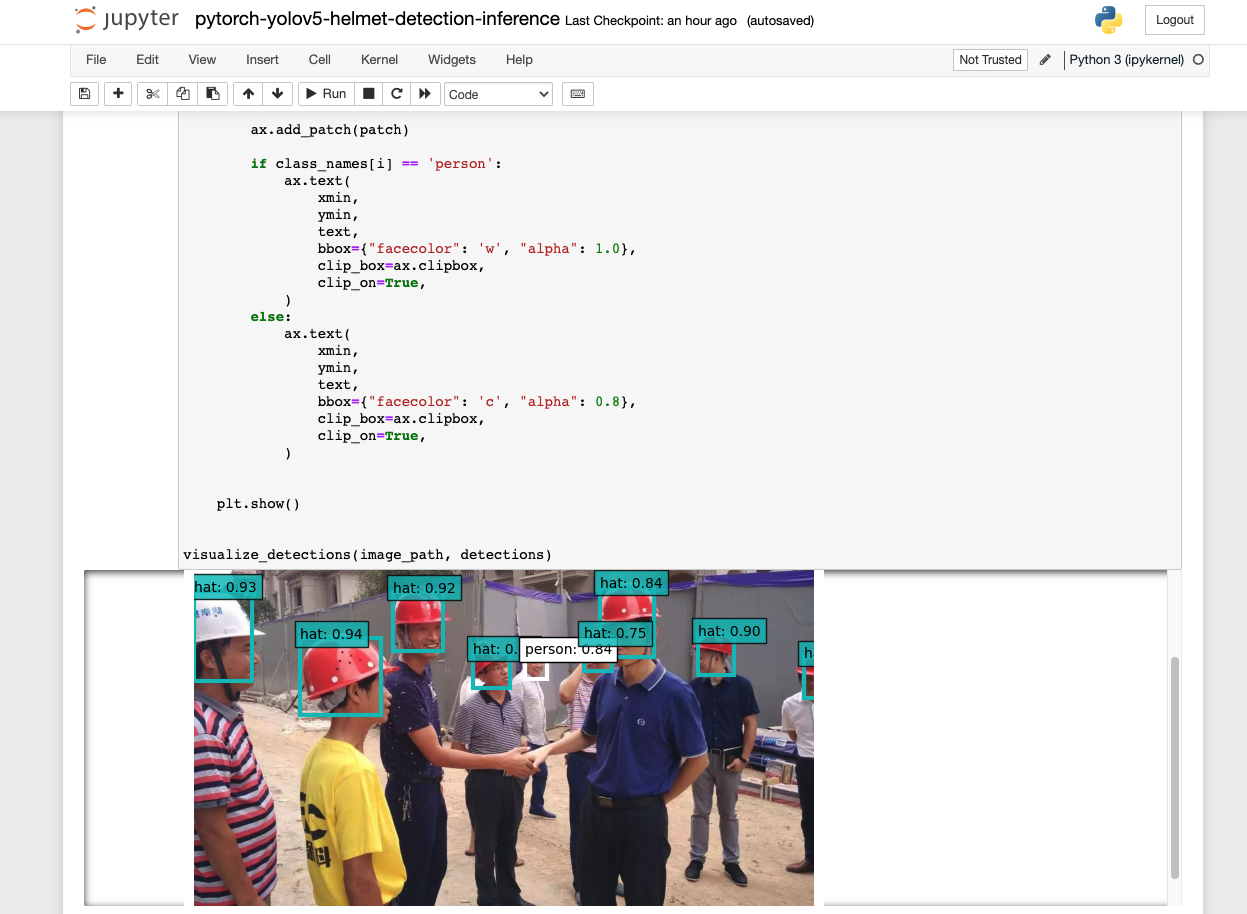 jupyter pytorch-yolov5-helmet-detection-inference Last Checkpoint: an hour ago (autosaved) Logout
File Edit View Insert Cell Kernel Widgets Help Not Trusted Python 3 (ipykernel)
Run Code
ax.add_patch(patch)
if class_names[i] == 'person':
ax.text(
xmin,
ymin,
text,
bbox={"facecolor": 'w', "alpha": 1.0},
clip_box=ax.clipbox,
clip_on=True,
)
else:
ax.text(
xmin,
ymin,
text,
bbox={"facecolor": 'c', "alpha": 0.8},
clip_box=ax.clipbox,
clip_on=True,
)
plt.show()
visualize_detections(image_path, detections)
hat: 0.93
hat: 0.92
hat: 0.84
hat: 0.94
hat: 0.75
hat: 0.90
hat: 0.
person: 0.84
h